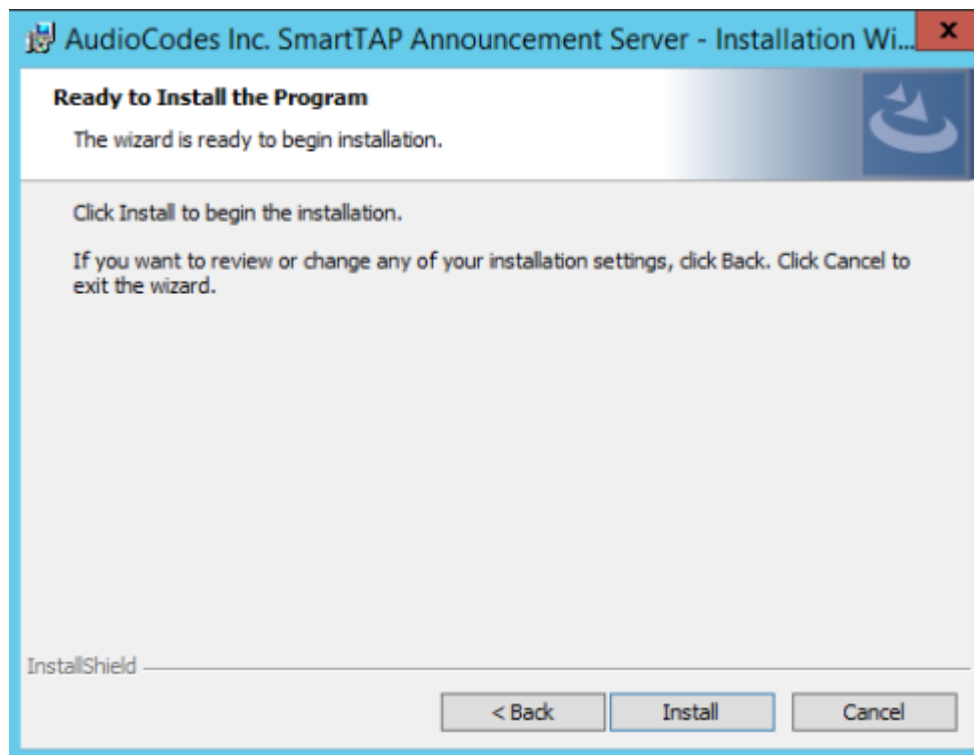 AudioCodes Inc. SmartTAP Announcement Server - Installation Wi...
x
Ready to Install the Program
The wizard is ready to begin installation.
Click Install to begin the installation.
If you want to review or change any of your installation settings, click Back. Click Cancel to
exit the wizard.
InstallShield
< Back
Install
Cancel